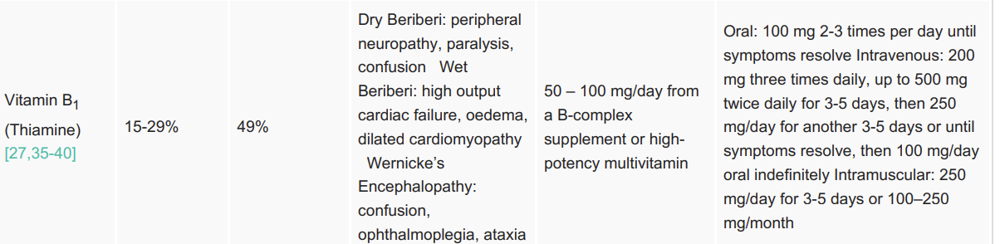 Vitamin B1
(Thiamine)
[27,35-40]
15-29%
49%
Dry Beriberi: peripheral
neuropathy, paralysis,
confusion Wet
Beriberi: high output
cardiac failure, oedema,
dilated cardiomyopathy
Wernicke’s
Encephalopathy:
confusion,
ophthalmoplegia, ataxia
50 – 100 mg/day from
a B-complex
supplement or high-
potency multivitamin
Oral: 100 mg 2-3 times per day until
symptoms resolve Intravenous: 200
mg three times daily, up to 500 mg
twice daily for 3-5 days, then 250
mg/day for another 3-5 days or until
symptoms resolve, then 100 mg/day
oral indefinitely Intramuscular: 250
mg/day for 3-5 days or 100–250
mg/month